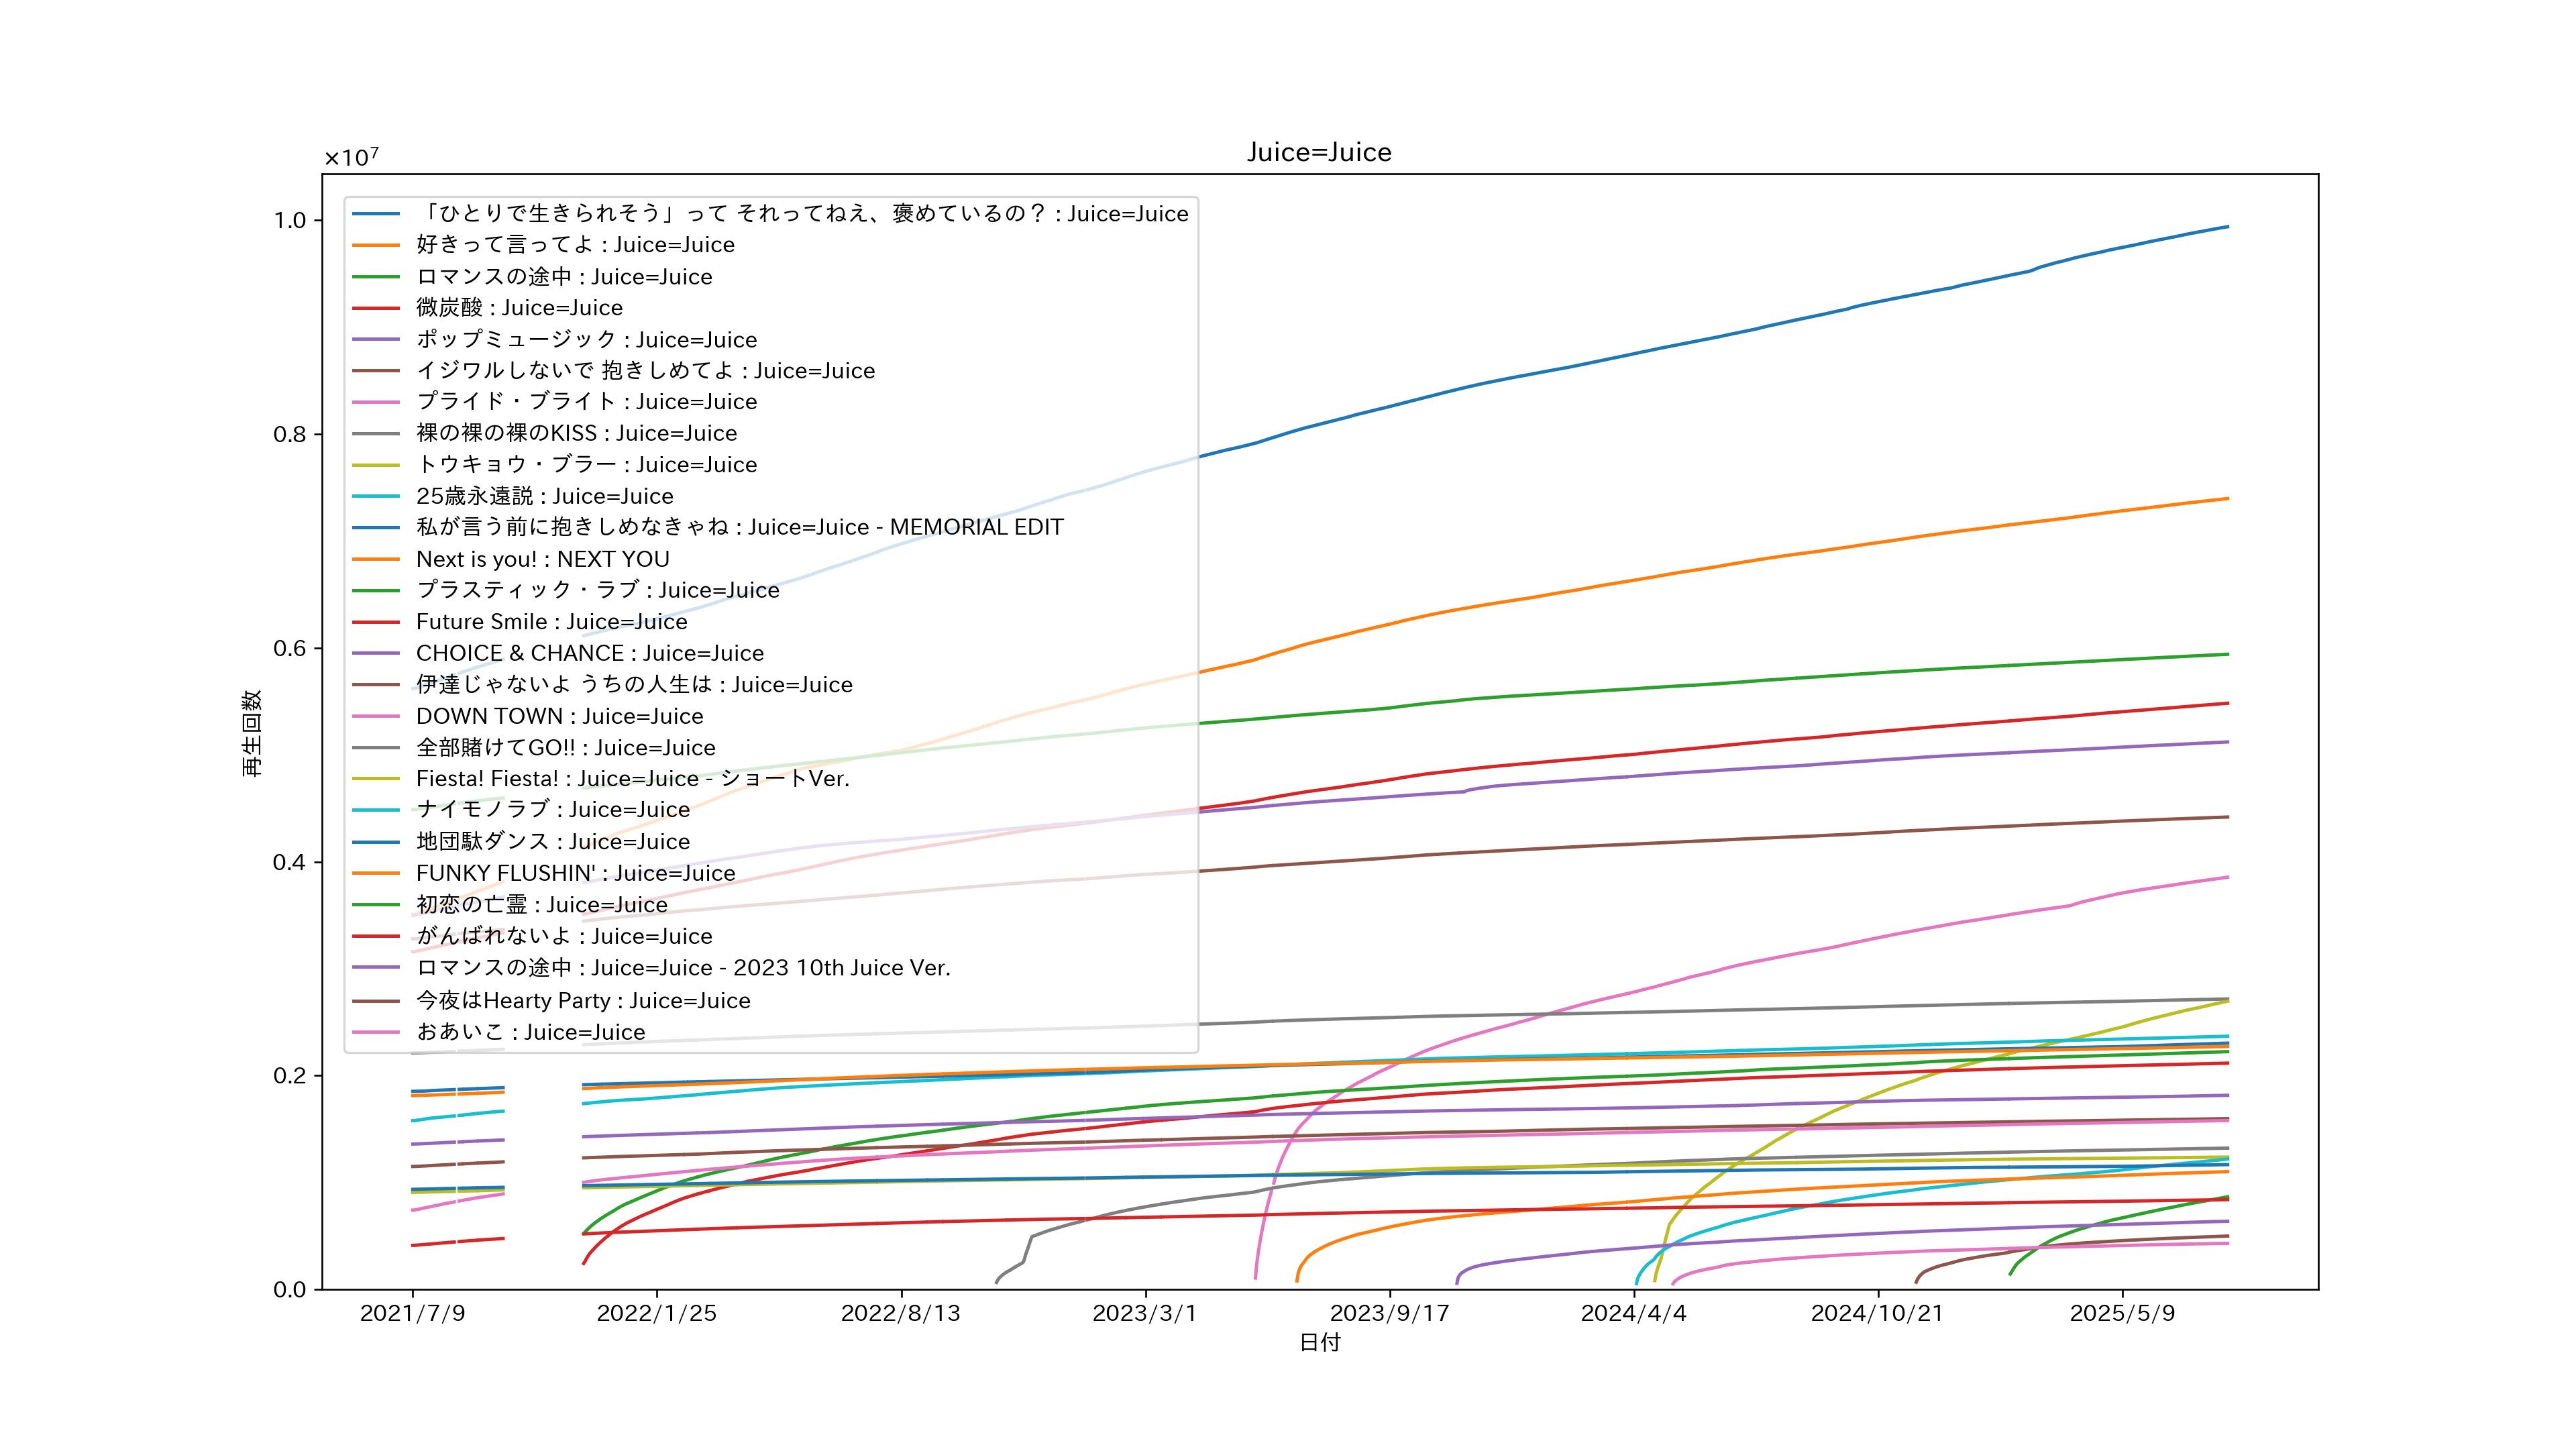 Juice=Juice
×10⁷
1.0
0.8
0.6
0.4
0.2
0.0
再生回数
「ひとりで生きられそう」って それってねえ、褒めているの？ : Juice=Juice
好きって言ってよ : Juice=Juice
ロマンスの途中 : Juice=Juice
微炭酸 : Juice=Juice
ポップミュージック : Juice=Juice
イジワルしないで 抱きしめてよ : Juice=Juice
プライド・ブライト : Juice=Juice
裸の裸の裸のKISS : Juice=Juice
トウキョウ・ブラー : Juice=Juice
25歳永遠説 : Juice=Juice
私が言う前に抱きしめなきゃね : Juice=Juice - MEMORIAL EDIT
Next is you! : NEXT YOU
プラスティック・ラブ : Juice=Juice
Future Smile : Juice=Juice
CHOICE & CHANCE : Juice=Juice
伊達じゃないよ うちの人生は : Juice=Juice
DOWN TOWN : Juice=Juice
全部賭けてGO!! : Juice=Juice
Fiesta! Fiesta! : Juice=Juice - ショートVer.
ナイモノラブ : Juice=Juice
地団駄ダンス : Juice=Juice
FUNKY FLUSHIN' : Juice=Juice
初恋の亡霊 : Juice=Juice
がんばれないよ : Juice=Juice
ロマンスの途中 : Juice=Juice - 2023 10th Juice Ver.
今夜はHearty Party : Juice=Juice
おあいこ : Juice=Juice
2021/7/9
2022/1/25
2022/8/13
2023/3/1
2023/9/17
2024/4/4
2024/10/21
2025/5/9
日付